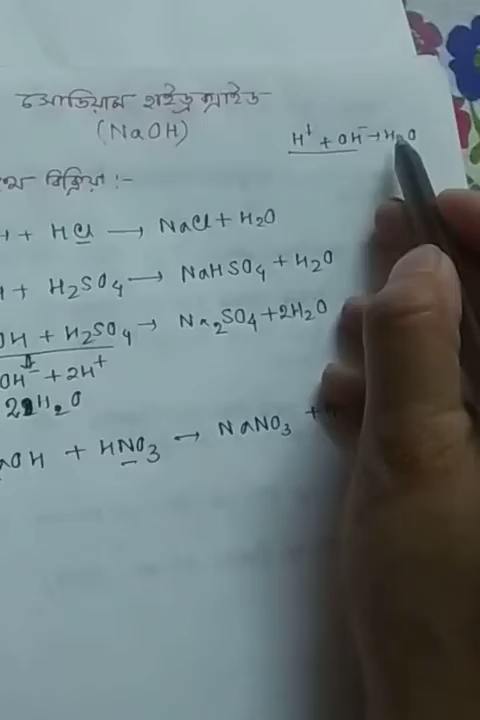 সোডিয়াম হাইড্রক্সাইড
(NaOH)
H⁺ + OH⁻ → H₂O
বিক্রিয়া :-
H + HCl → NaCl + H₂O
H + H₂SO₄ → NaHSO₄ + H₂O
OH + H₂SO₄ → Na₂SO₄ + 2H₂O
OH⁻ + 2H⁺
2H₂O
aOH + HNO₃ → NaNO₃ +